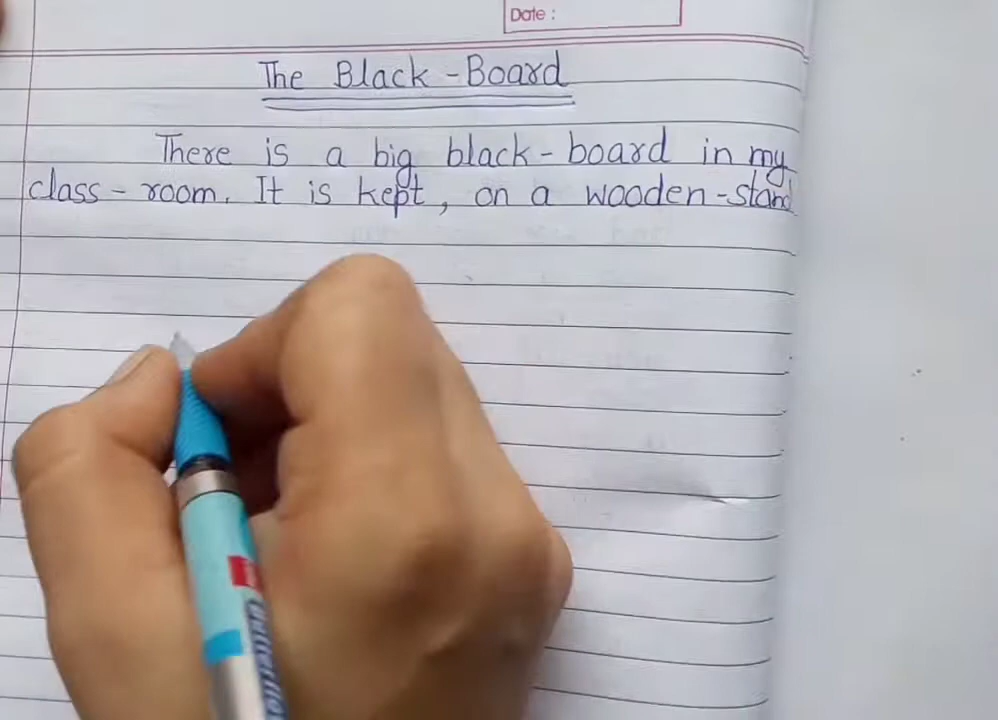 Date :
The Black-Board
There is a big black-board in my
class-room. It is kept, on a wooden-stand